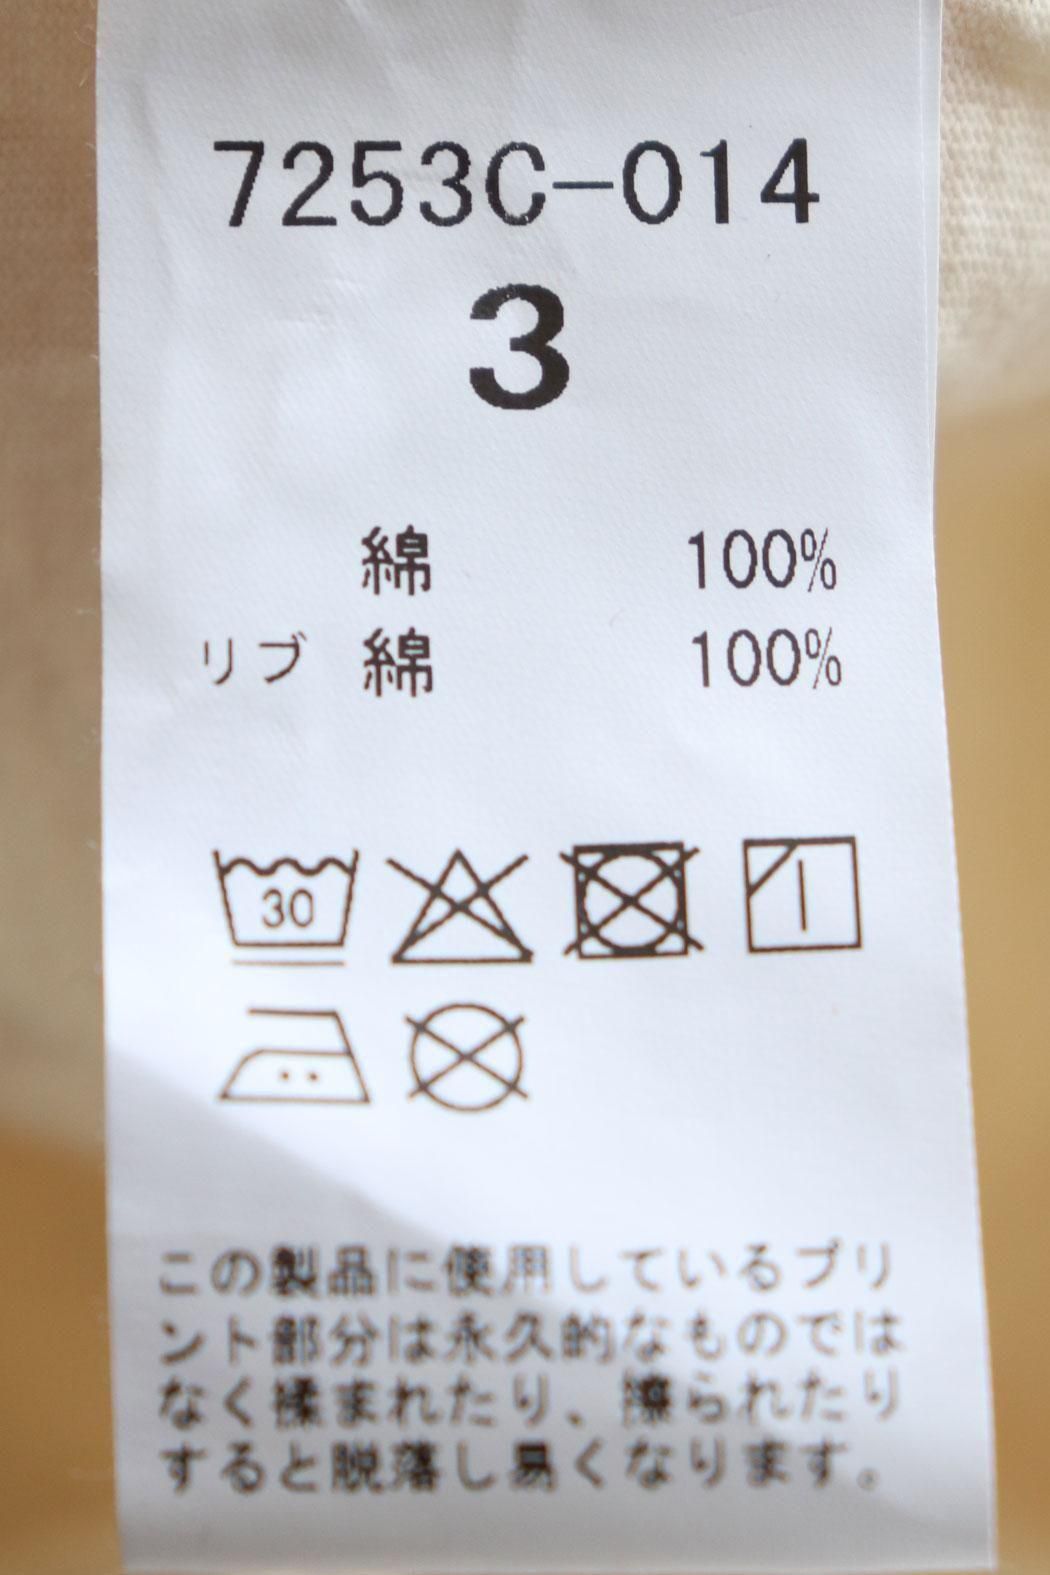 7253C-014
3
綿 100%
リブ 綿 100%
30
この製品に使用しているプリ
ント部分は永久的なものでは
なく揉まれたり、擦られたり
すると脱落し易くなります。